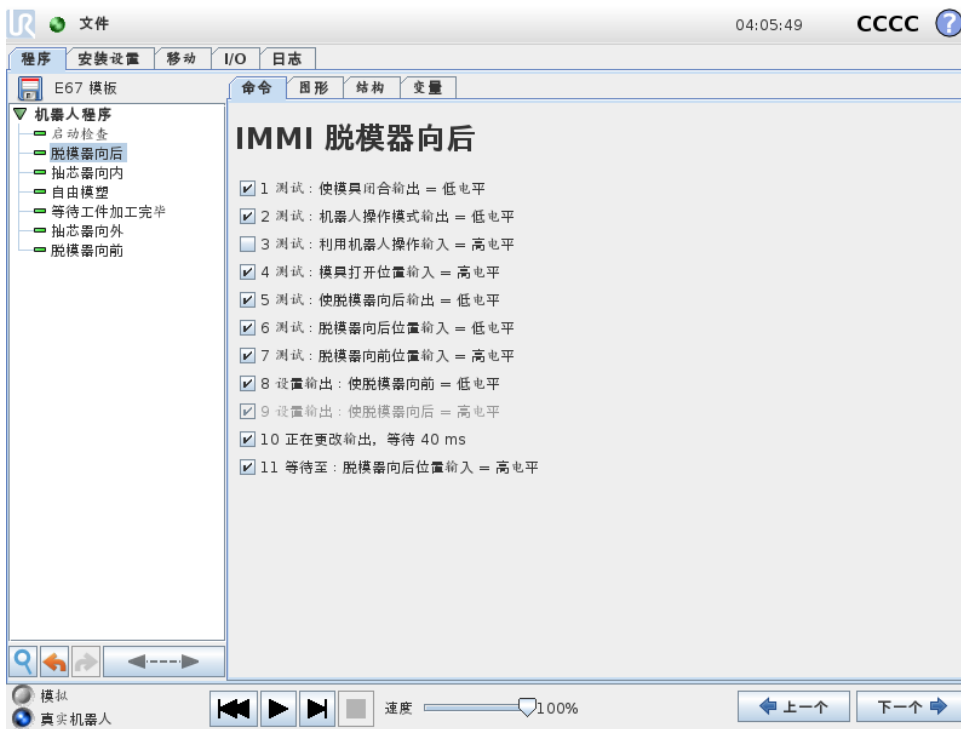 UR 文件 04:05:49 CCCC ?
程序 安装设置 移动 I/O 日志
E67 模板
命令 图形 结构 变量
机器人程序
启动检查
脱模器向后
抽芯器向内
自由模塑
等待工件加工完毕
抽芯器向外
脱模器向前
IMMI 脱模器向后
1 测试：使模具闭合输出 = 低电平
2 测试：机器人操作模式输出 = 低电平
3 测试：利用机器人操作输入 = 高电平
4 测试：模具打开位置输入 = 高电平
5 测试：使脱模器向后输出 = 低电平
6 测试：脱模器向后位置输入 = 低电平
7 测试：脱模器向前位置输入 = 高电平
8 设置输出：使脱模器向前 = 低电平
9 设置输出：使脱模器向后 = 高电平
10 正在更改输出，等待 40 ms
11 等待至：脱模器向后位置输入 = 高电平
模拟
真实机器人
速度 100%
上一个 下一个